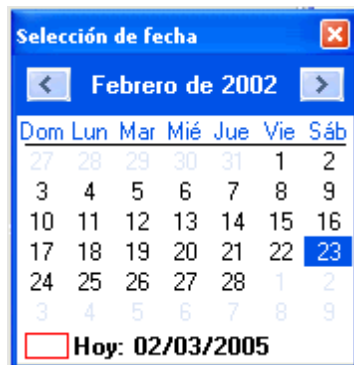 Selección de fecha
Febrero de 2002
Dom Lun Mar Mié Jue Vie Sáb
27 28 29 30 31 1 2
3 4 5 6 7 8 9
10 11 12 13 14 15 16
17 18 19 20 21 22 23
24 25 26 27 28 1 2
3 4 5 6 7 8 9
Hoy: 02/03/2005